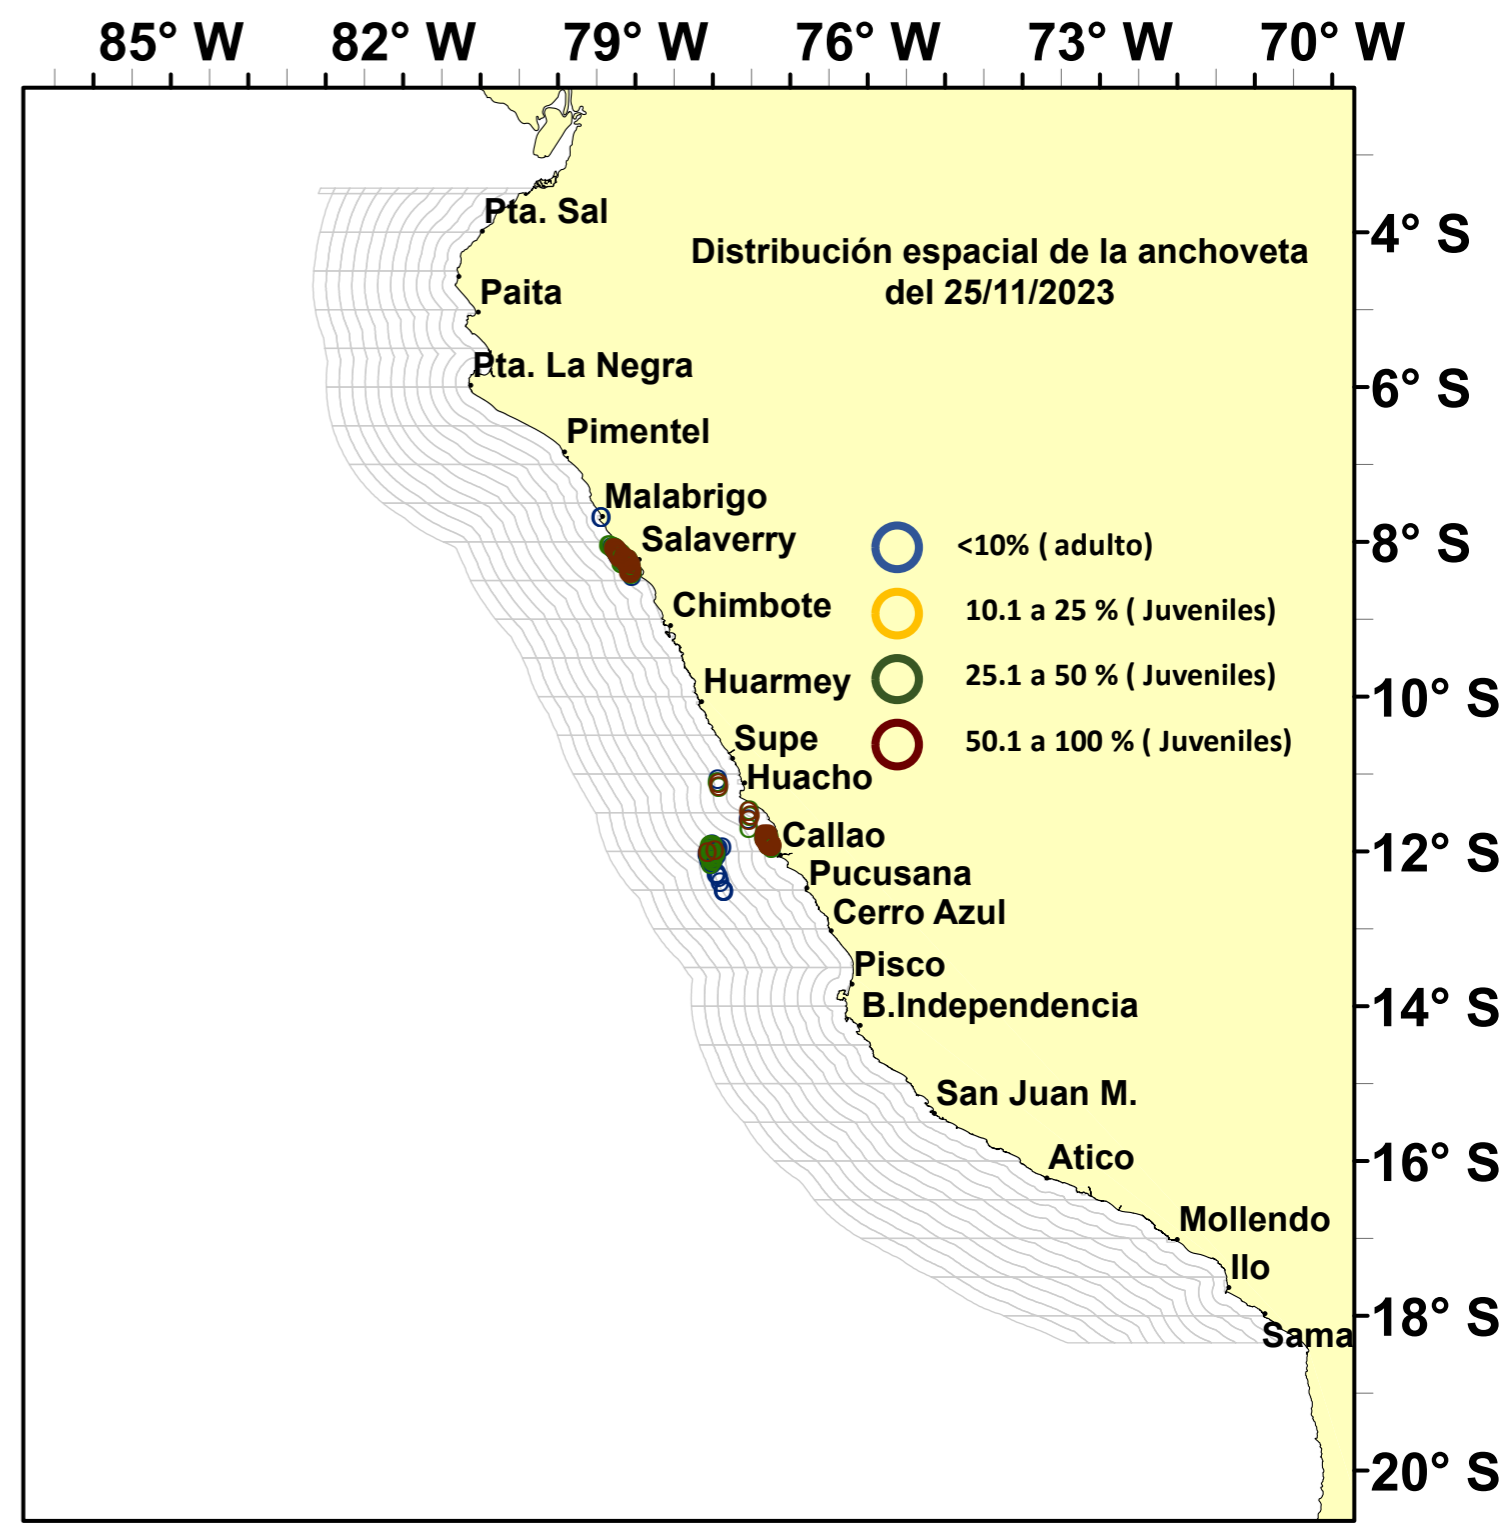 85° W 82° W 79° W 76° W 73° W 70° W
Pta. Sal
4° S
Distribución espacial de la anchoveta
del 25/11/2023
Paita
Pta. La Negra
6° S
Pimentel
Malabrigo
Salaverry
8° S
<10% ( adulto)
Chimbote
10.1 a 25 % ( Juveniles)
Huarmey
25.1 a 50 % ( Juveniles)
10° S
Supe
50.1 a 100 % ( Juveniles)
Huacho
Callao
12° S
Pucusana
Cerro Azul
Pisco
B.Independencia
14° S
San Juan M.
Atico
16° S
Mollendo
Ilo
18° S
Sama
20° S